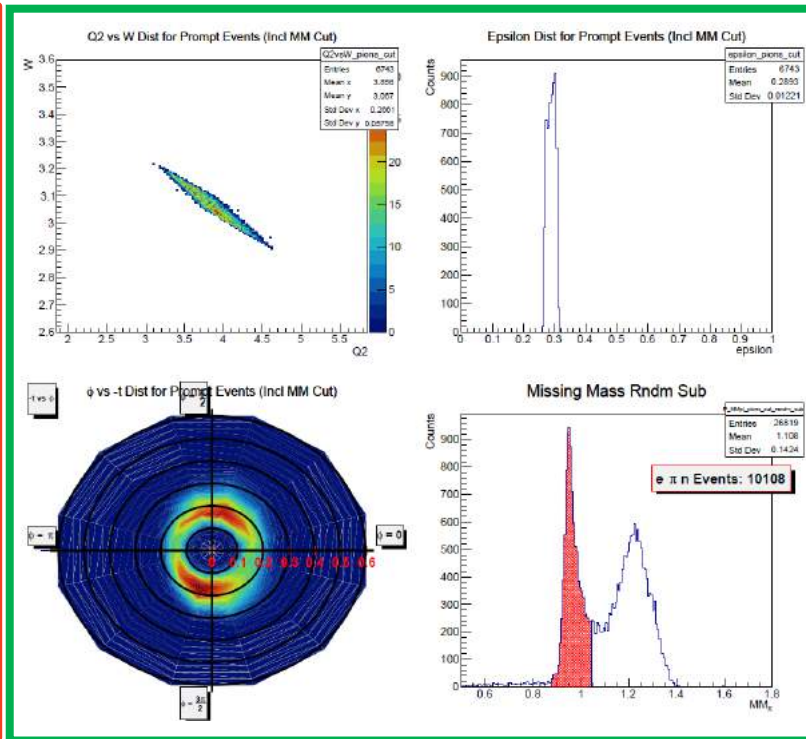 Q2 vs W Dist for Prompt Events (Incl MM Cut)
W
3.6
3.5
3.4
3.3
3.2
3.1
3
2.9
2.8
2.7
2.6
2 2.5 3 3.5 4 4.5 5 5.5
Q2
Q2vsW_pions_cut
Entries 6743
Mean x
Mean y 3.067
Std Dev x
Std Dev y
20
15
10
5
0
Epsilon Dist for Prompt Events (Incl MM Cut)
Counts
900
800
700
600
500
400
300
200
100
0
0 0.1 0.2 0.3 0.4 0.5 0.6 0.7 0.8 0.9 1
epsilon
epsilon_pions_cut
Entries 6743
Mean 0.2893
Std Dev 0.01221
ϕ vs -t Dist for Prompt Events (Incl MM Cut)
-t vs ϕ
π
2
ϕ = π
ϕ = 0
0 0.1 0.2 0.3 0.4 0.5 0.6
ϕ = 3π
2
Missing Mass Rndm Sub
Counts
900
800
700
600
500
400
300
200
100
0
0.6 0.8 1 1.2 1.4 1.6 1.8
MMπ
Entries 26819
Mean 1.108
Std Dev 0.1424
e π n Events: 10108